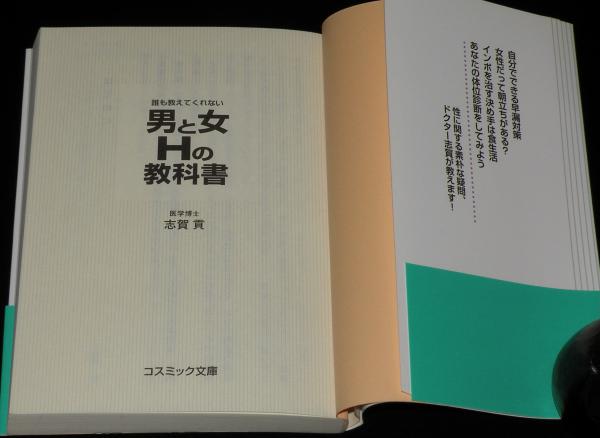 誰も教えてくれない
男と女
Hの
教科書
医学博士
志賀 貢
コスミック文庫
自分でできる早漏対策
女性だって朝立ちがある?
インポを治す決め手は食生活
あなたの体位診断をしてみよう
性に関する素朴な疑問、
ドクター志賀が教えます!